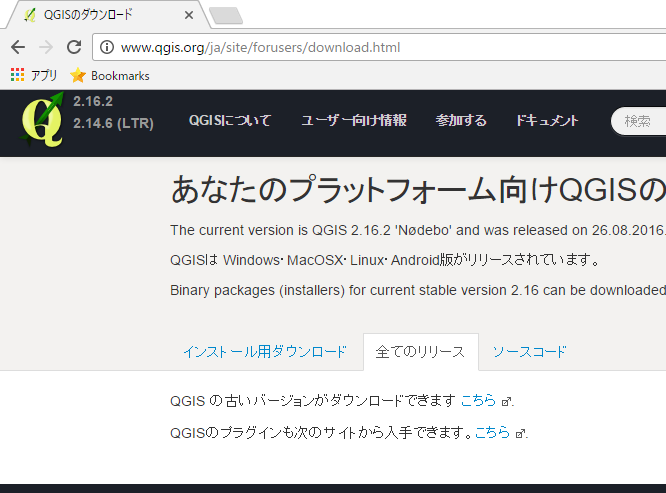 QGISのダウンロード
www.qgis.org/ja/site/forusers/download.html
アプリ Bookmarks
2.16.2
2.14.6 (LTR)
QGISについて ユーザー向け情報 参加する ドキュメント 検索
あなたのプラットフォーム向けQGISの
The current version is QGIS 2.16.2 'Nødebo' and was released on 26.08.2016.
QGISは Windows・MacOSX・Linux・Android版がリリースされています。
Binary packages (installers) for current stable version 2.16 can be downloaded
インストール用ダウンロード 全てのリリース ソースコード
QGIS の古いバージョンがダウンロードできます こちら.
QGISのプラグインも次のサイトから入手できます。こちら.